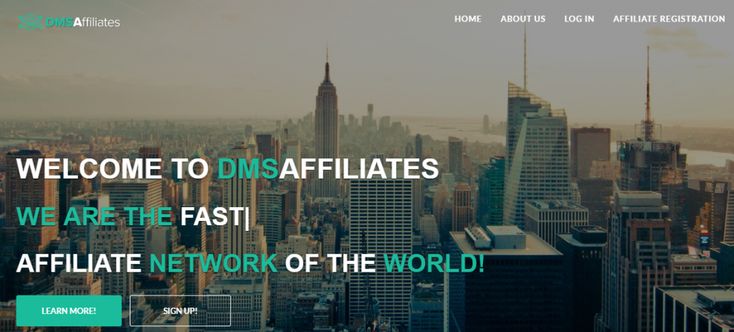 DMSAffiliates
HOME ABOUT US LOG IN AFFILIATE REGISTRATION
WELCOME TO DMSAFFILIATES
WE ARE THE FAST|
AFFILIATE NETWORK OF THE WORLD!
LEARN MORE! SIGN UP!